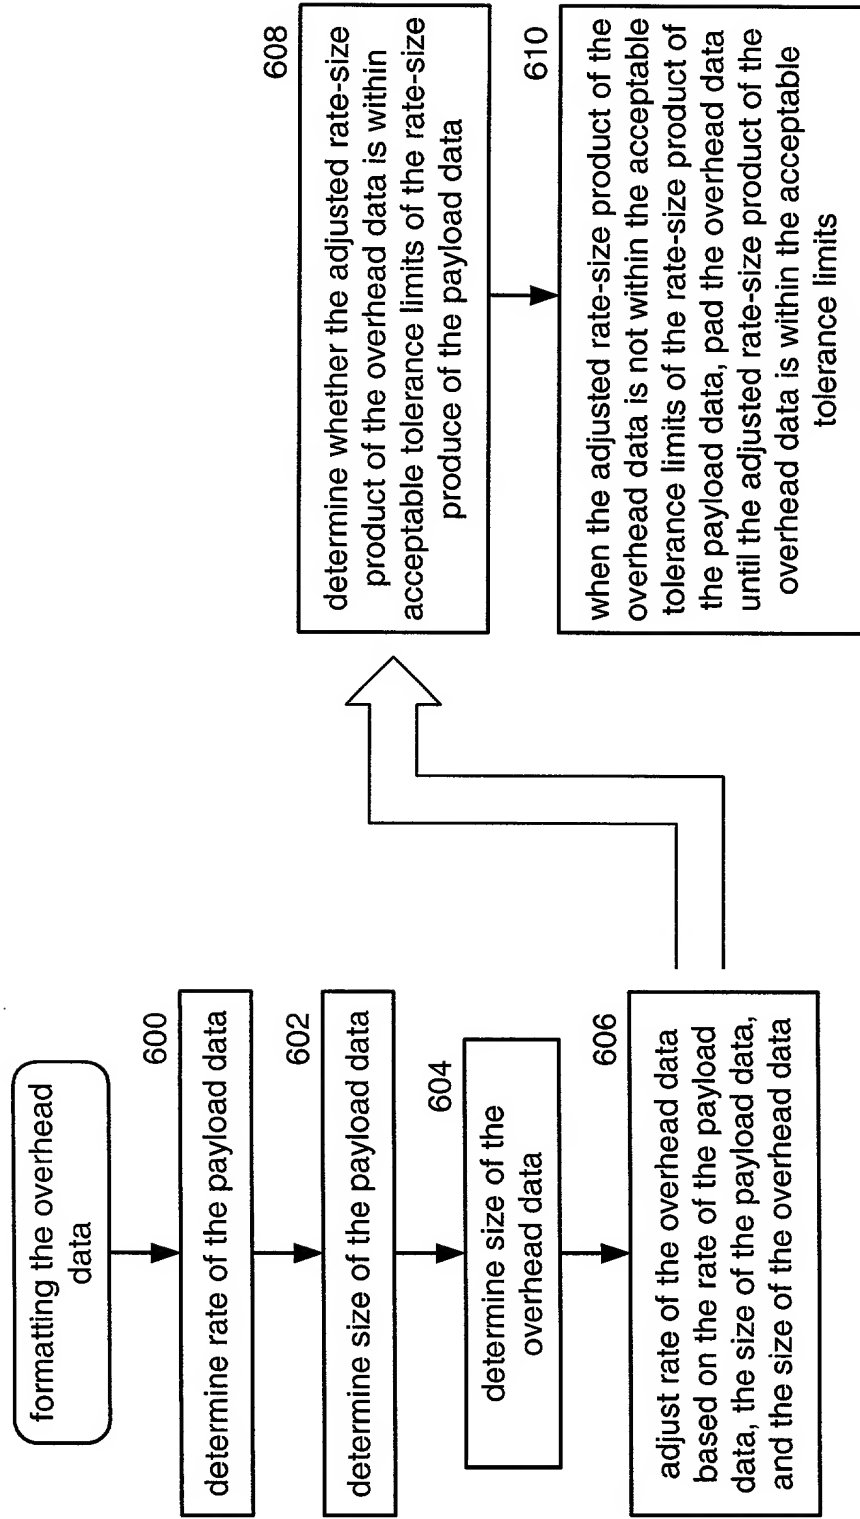 formatting the overhead
data
600
determine rate of the payload data
602
determine size of the payload data
604
determine size of the
overhead data
606
adjust rate of the overhead data
based on the rate of the payload
data, the size of the payload data,
and the size of the overhead data
608
determine whether the adjusted rate-size
product of the overhead data is within
acceptable tolerance limits of the rate-size
produce of the payload data
610
when the adjusted rate-size product of the
overhead data is not within the acceptable
tolerance limits of the rate-size product of
the payload data, pad the overhead data
until the adjusted rate-size product of the
overhead data is within the acceptable
tolerance limits